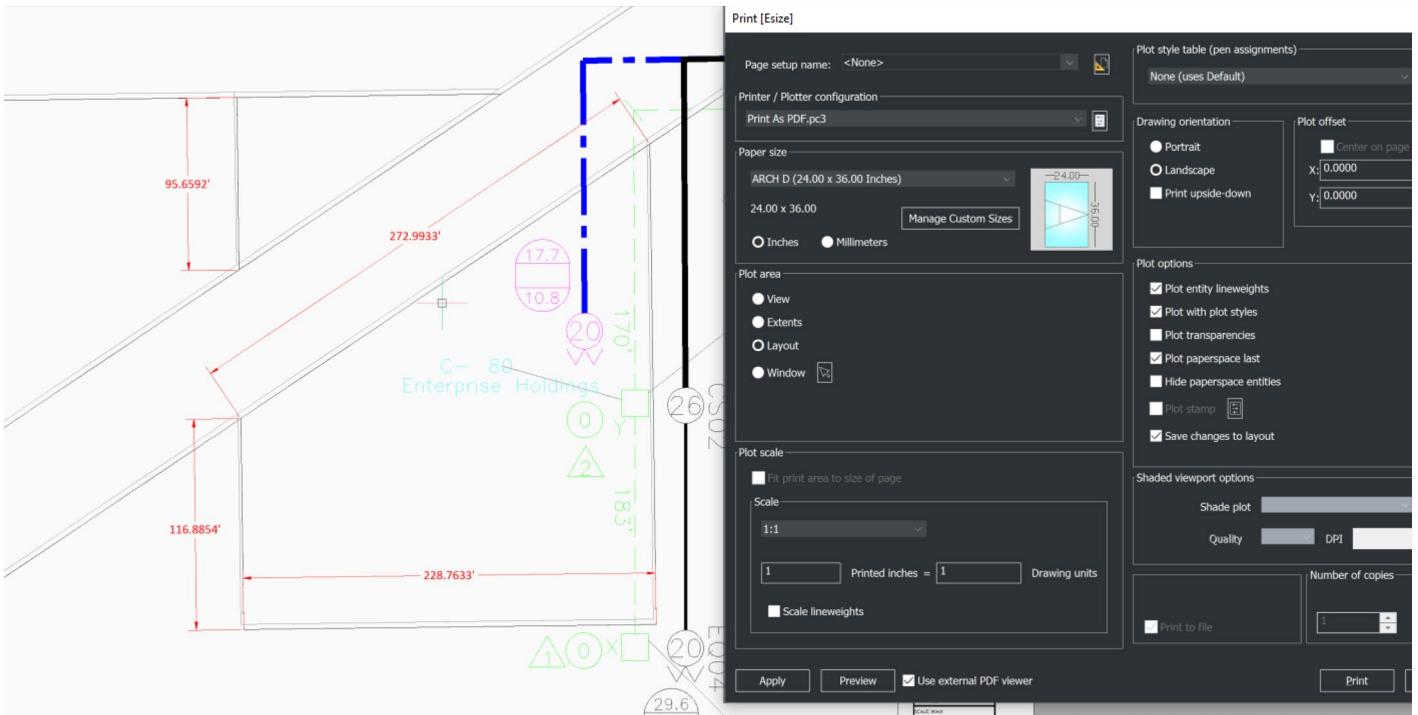 95.6592'
272.9933'
17.7
10.8
20
170'
C- 80
Enterprise Holdings
0
Y
2
26
CS02
116.8854'
183'
228.7633'
1
0
X
20
EQ04
29.6
Print [Esize]
Page setup name: <None>
Printer / Plotter configuration
Print As PDF.pc3
Paper size
ARCH D (24.00 x 36.00 Inches)
24.00 x 36.00
Manage Custom Sizes
24.00
36.00
Inches
Millimeters
Plot area
View
Extents
Layout
Window
Plot scale
Fit print area to size of page
Scale
1:1
1 Printed inches = 1 Drawing units
Scale lineweights
Apply
Preview
Use external PDF viewer
Plot style table (pen assignments)
None (uses Default)
Drawing orientation
Portrait
Landscape
Print upside-down
Plot offset
Center on page
X: 0.0000
Y: 0.0000
Plot options
Plot entity lineweights
Plot with plot styles
Plot transparencies
Plot paperspace last
Hide paperspace entities
Plot stamp
Save changes to layout
Shaded viewport options
Shade plot
Quality
DPI
Print to file
Number of copies
1
Print